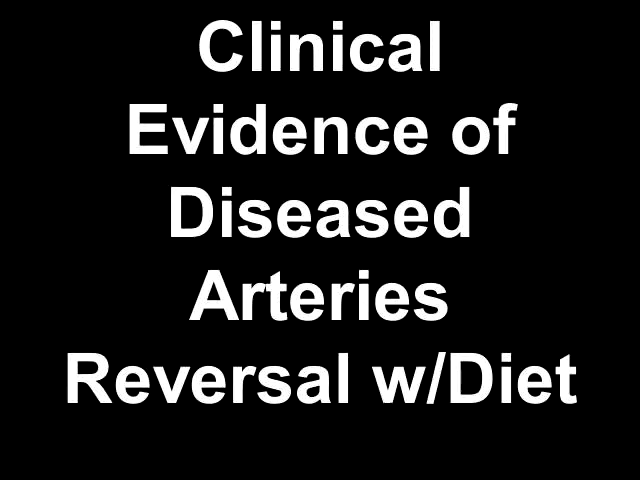 Clinical
Evidence of
Diseased
Arteries
Reversal w/Diet